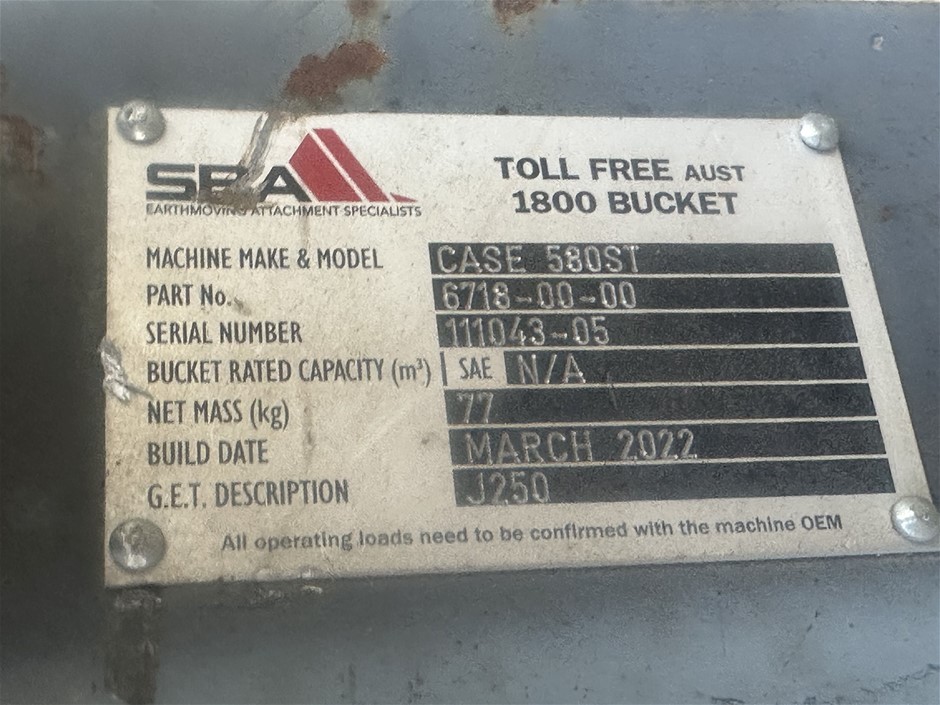 SEA
EARTHMOVING ATTACHMENT SPECIALISTS
TOLL FREE AUST
1800 BUCKET
MACHINE MAKE & MODEL CASE 580ST
PART No. 6718-00-00
SERIAL NUMBER 111043-05
BUCKET RATED CAPACITY (m³) SAE N/A
NET MASS (kg) 77
BUILD DATE MARCH 2022
G.E.T. DESCRIPTION J250
All operating loads need to be confirmed with the machine OEM